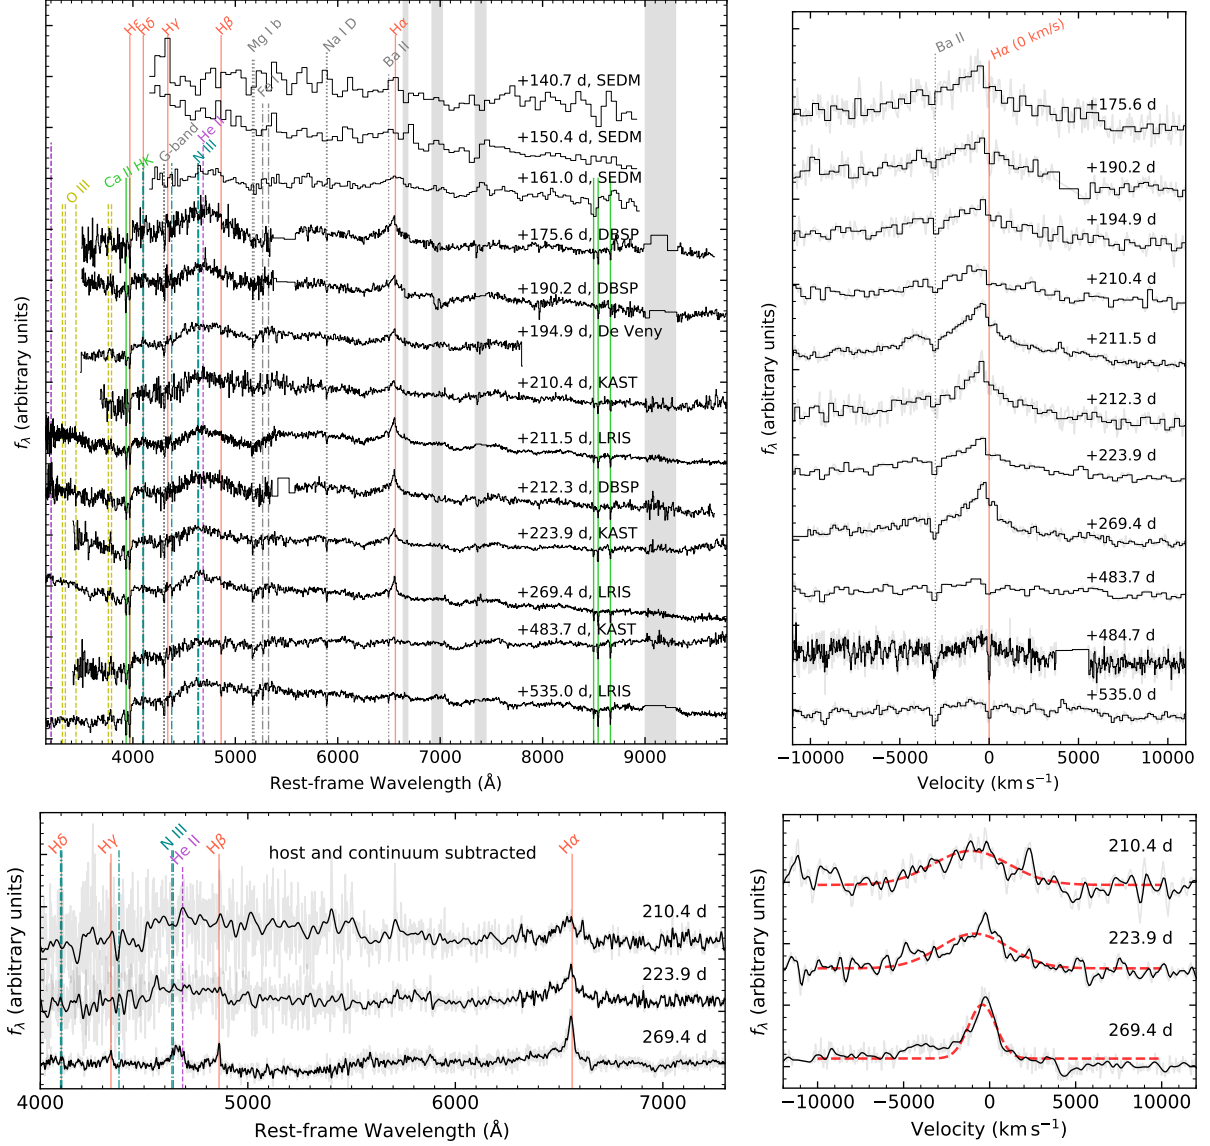 Hε
Hδ
Hγ
Hβ
Mg I b
Fe I
Na I D
Ba II
Hα
G-band
He II
N III
Ca II HK
O III
+140.7 d, SEDM
+150.4 d, SEDM
+161.0 d, SEDM
+175.6 d, DBSP
+190.2 d, DBSP
+194.9 d, De Veny
+210.4 d, KAST
+211.5 d, LRIS
+212.3 d, DBSP
+223.9 d, KAST
+269.4 d, LRIS
+483.7 d, KAST
+535.0 d, LRIS
fλ (arbitrary units)
4000 5000 6000 7000 8000 9000
Rest-frame Wavelength (Å)
Ba II
Hα (0 km/s)
+175.6 d
+190.2 d
+194.9 d
+210.4 d
+211.5 d
+212.3 d
+223.9 d
+269.4 d
+483.7 d
+484.7 d
+535.0 d
fλ (arbitrary units)
−10000 −5000 0 5000 10000
Velocity (km s⁻¹)
Hδ
Hγ
N III
He II
Hβ
host and continuum subtracted
Hα
210.4 d
223.9 d
269.4 d
fλ (arbitrary units)
4000 5000 6000 7000
Rest-frame Wavelength (Å)
210.4 d
223.9 d
269.4 d
fλ (arbitrary units)
−10000 −5000 0 5000 10000
Velocity (km s⁻¹)